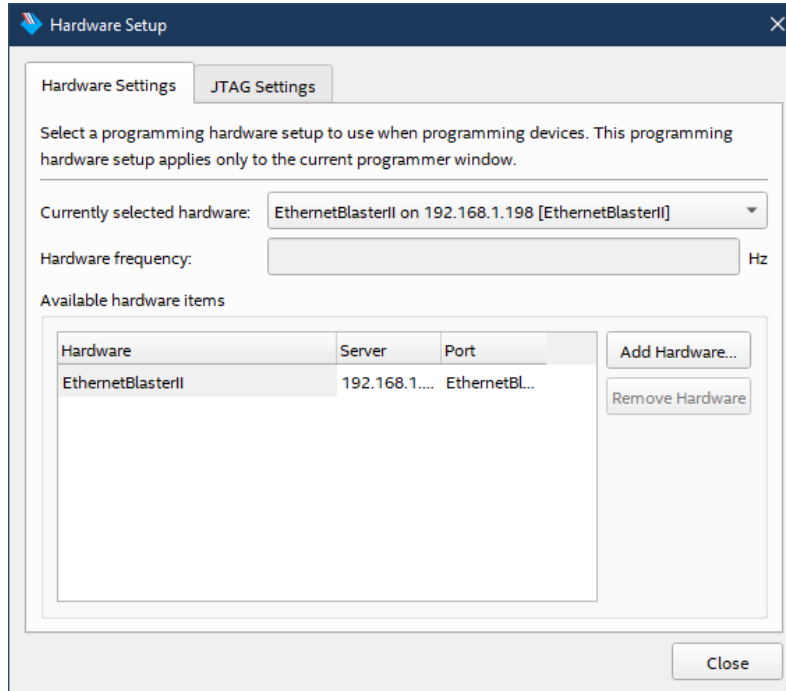 Hardware Setup
Hardware Settings
JTAG Settings
Select a programming hardware setup to use when programming devices. This programming
hardware setup applies only to the current programmer window.
Currently selected hardware:
EthernetBlasterII on 192.168.1.198 [EthernetBlasterII]
Hardware frequency:
Hz
Available hardware items
Hardware Server Port
Add Hardware...
EthernetBlasterII 192.168.1.... EthernetBl...
Remove Hardware
Close